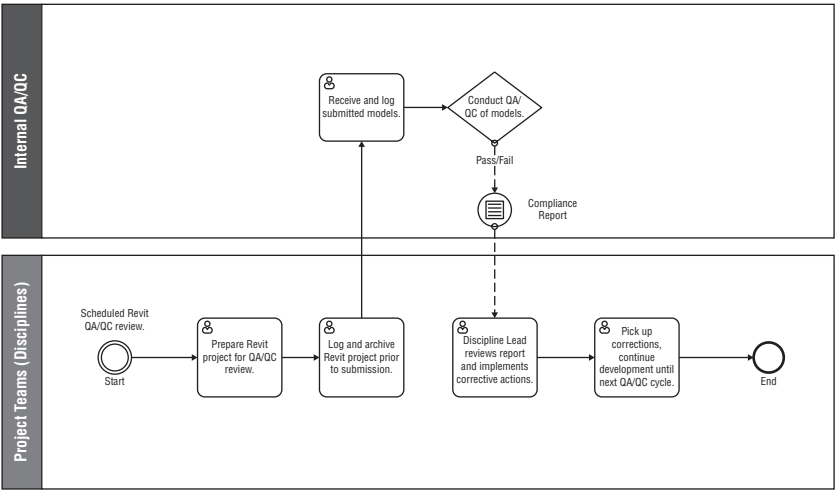 Internal QA/QC
Receive and log
submitted models.
Conduct QA/
QC of models.
Pass/Fail
Compliance
Report
Project Teams (Disciplines)
Scheduled Revit
QA/QC review.
Start
Prepare Revit
project for QA/QC
review.
Log and archive
Revit project prior
to submission.
Discipline Lead
reviews report
and implements
corrective actions.
Pick up
corrections,
continue
development until
next QA/QC cycle.
End